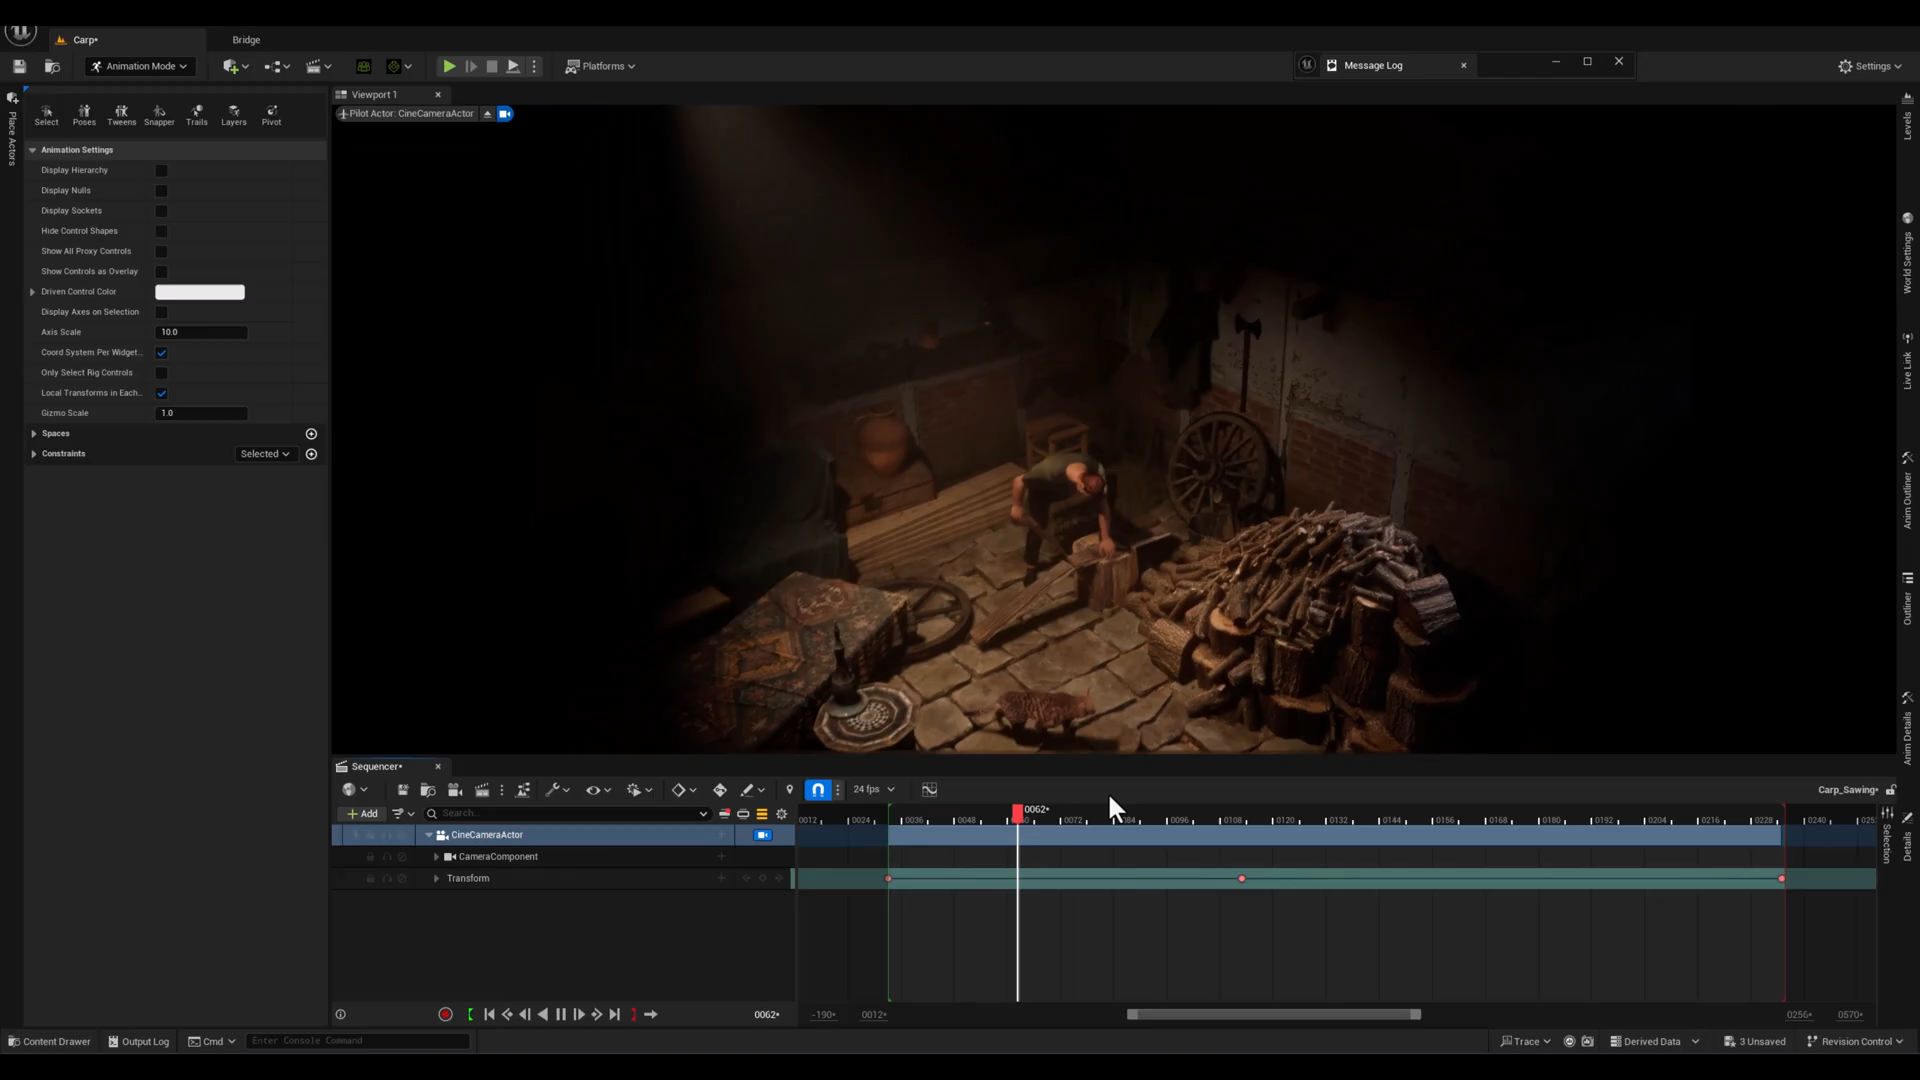 Carp•
Bridge
Animation Mode
Platforms
Message Log
Settings
Select
Poses
Tweens
Snapper
Trails
Layers
Pivot
Viewport 1
Pilot Actor: CineCameraActor
Place Actors
Animation Settings
Display Hierarchy
Display Nulls
Display Sockets
Hide Control Shapes
Show All Proxy Controls
Show Controls as Overlay
Driven Control Color
Display Axes on Selection
Axis Scale 10.0
Coord System Per Widget...
Only Select Rig Controls
Local Transforms in Each...
Gizmo Scale 1.0
Spaces
Constraints Selected
Levels
World Settings
Live Link
Anim Outliner
Outliner
Anim Details
Details
Selection
Sequencer•
24 fps
Carp_Sawing•
Add
Search...
0062*
0012 0024 0036 0048 0072 0084 0096 0108 0120 0132 0144 0156 0168 0180 0192 0204 0216 0228 0240
CineCameraActor
CameraComponent
Transform
0062*
-190* 0012*
0256* 0570*
Content Drawer
Output Log
Cmd
Enter Console Command
Trace
Derived Data
3 Unsaved
Revision Control